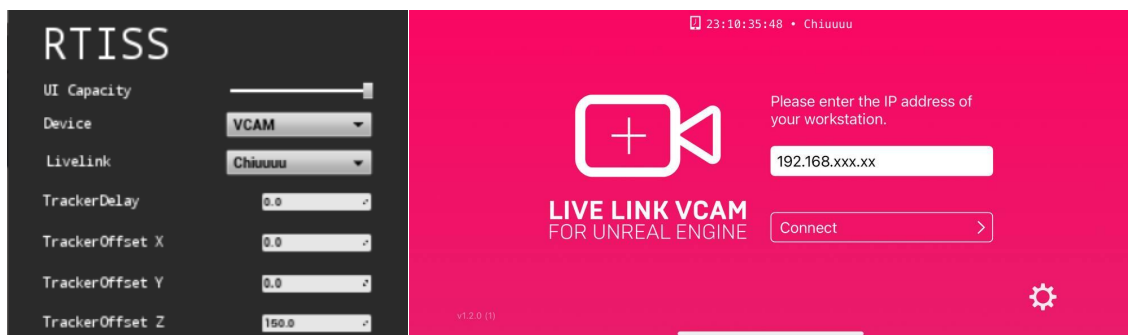 RTISS
UI Capacity
Device VCAM
Livelink Chiuuuu
TrackerDelay 0.0
TrackerOffset X 0.0
TrackerOffset Y 0.0
TrackerOffset Z 150.0
23:10:35:48 • Chiuuuu
Please enter the IP address of
your workstation.
192.168.xxx.xx
LIVE LINK VCAM
FOR UNREAL ENGINE
Connect
v1.2.0 (1)